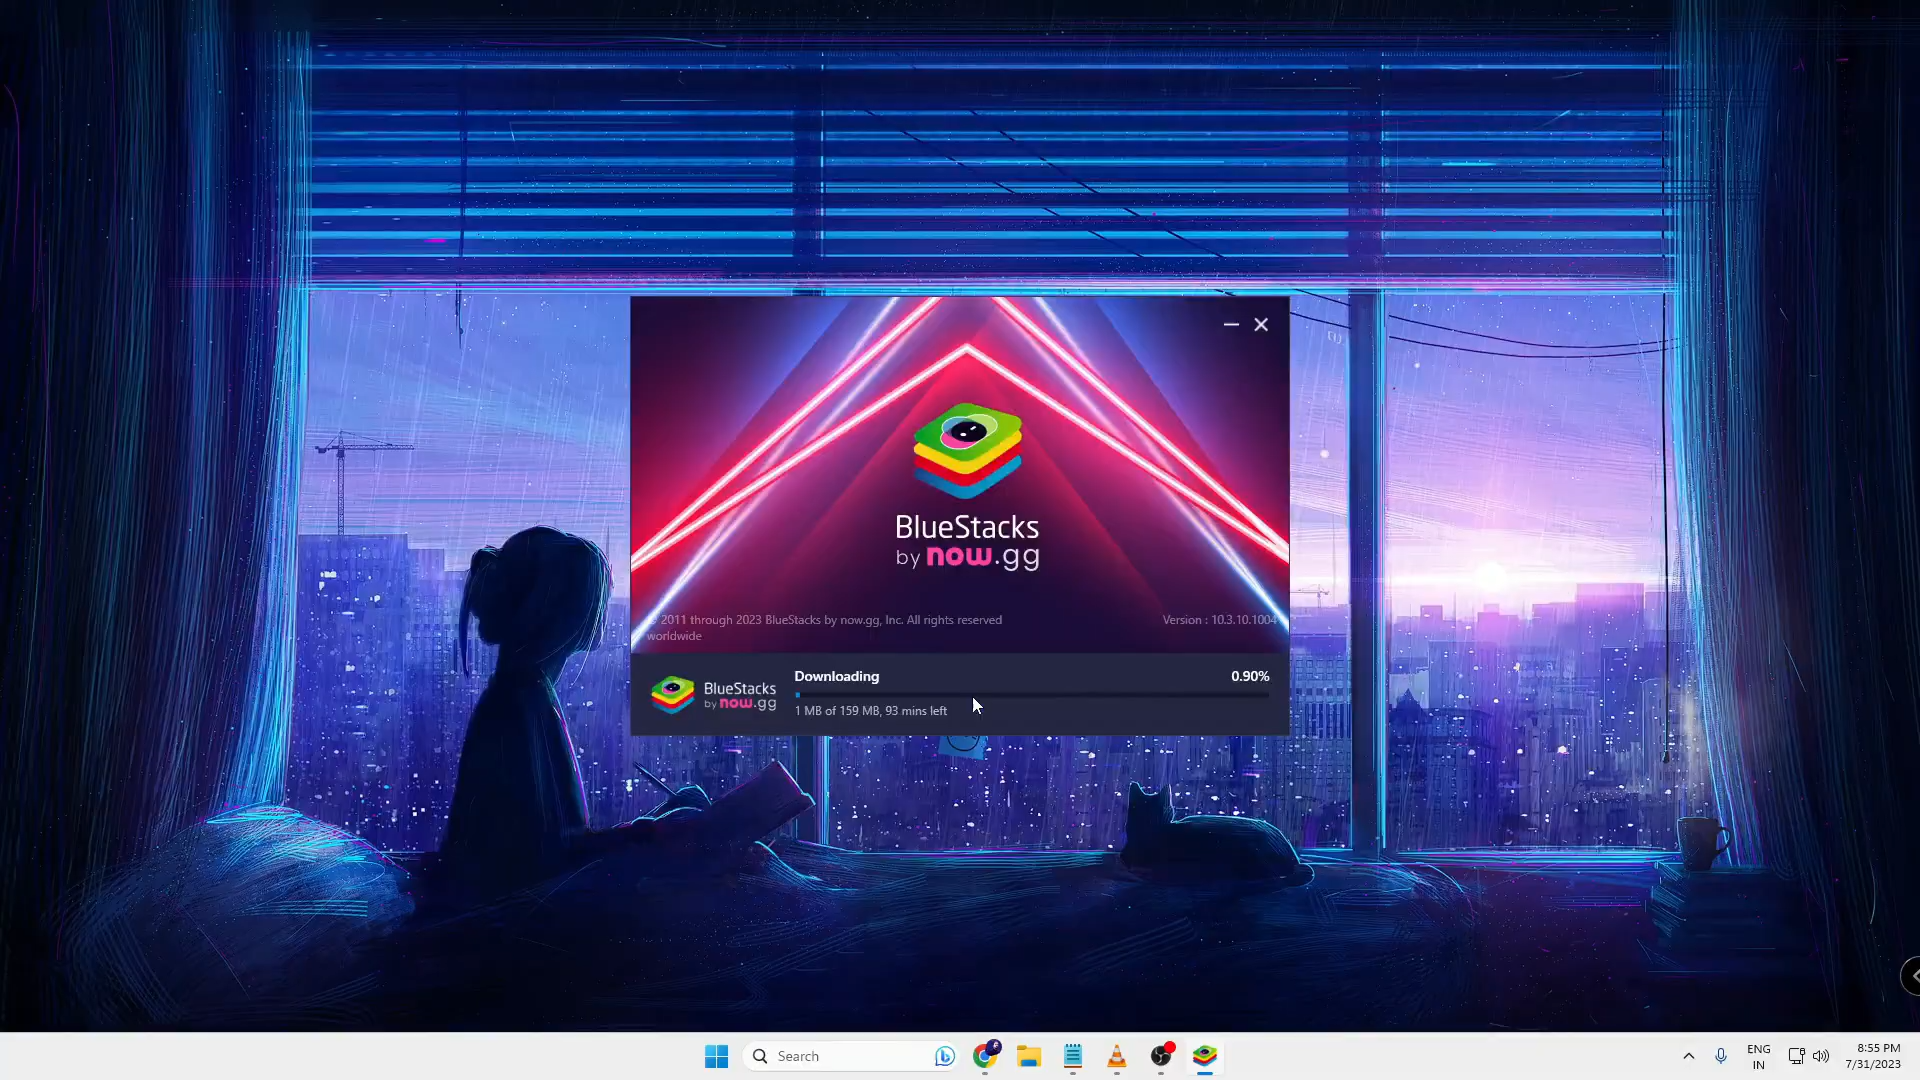 BlueStacks
by now.gg
© 2011 through 2023 BlueStacks by now.gg, Inc. All rights reserved
worldwide
Version : 10.3.10.1004
BlueStacks
by now.gg
Downloading
0.90%
1 MB of 159 MB, 93 mins left
Search
ENG
IN
8:55 PM
7/31/2023